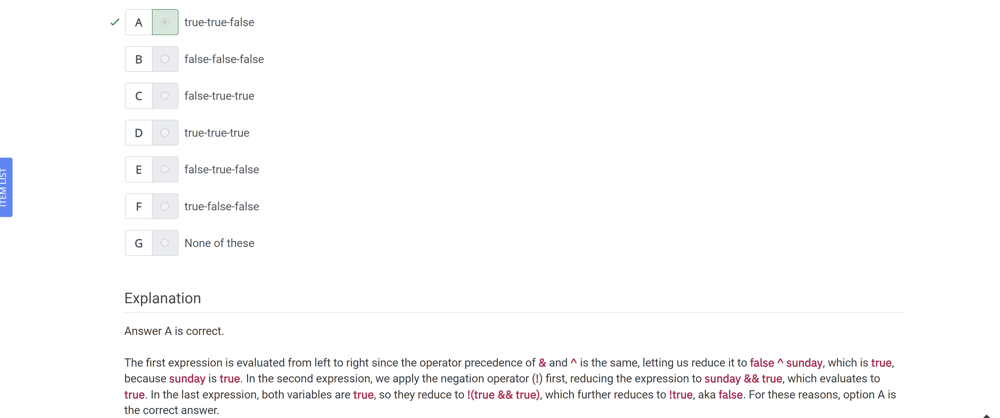 A true-true-false
B false-false-false
C false-true-true
D true-true-true
ITEM LIST
E false-true-false
F true-false-false
G None of these
Explanation
Answer A is correct.
The first expression is evaluated from left to right since the operator precedence of & and ^ is the same, letting us reduce it to false ^ sunday, which is true,
because sunday is true. In the second expression, we apply the negation operator (!) first, reducing the expression to sunday && true, which evaluates to
true. In the last expression, both variables are true, so they reduce to !(true && true), which further reduces to !true, aka false. For these reasons, option A is
the correct answer.